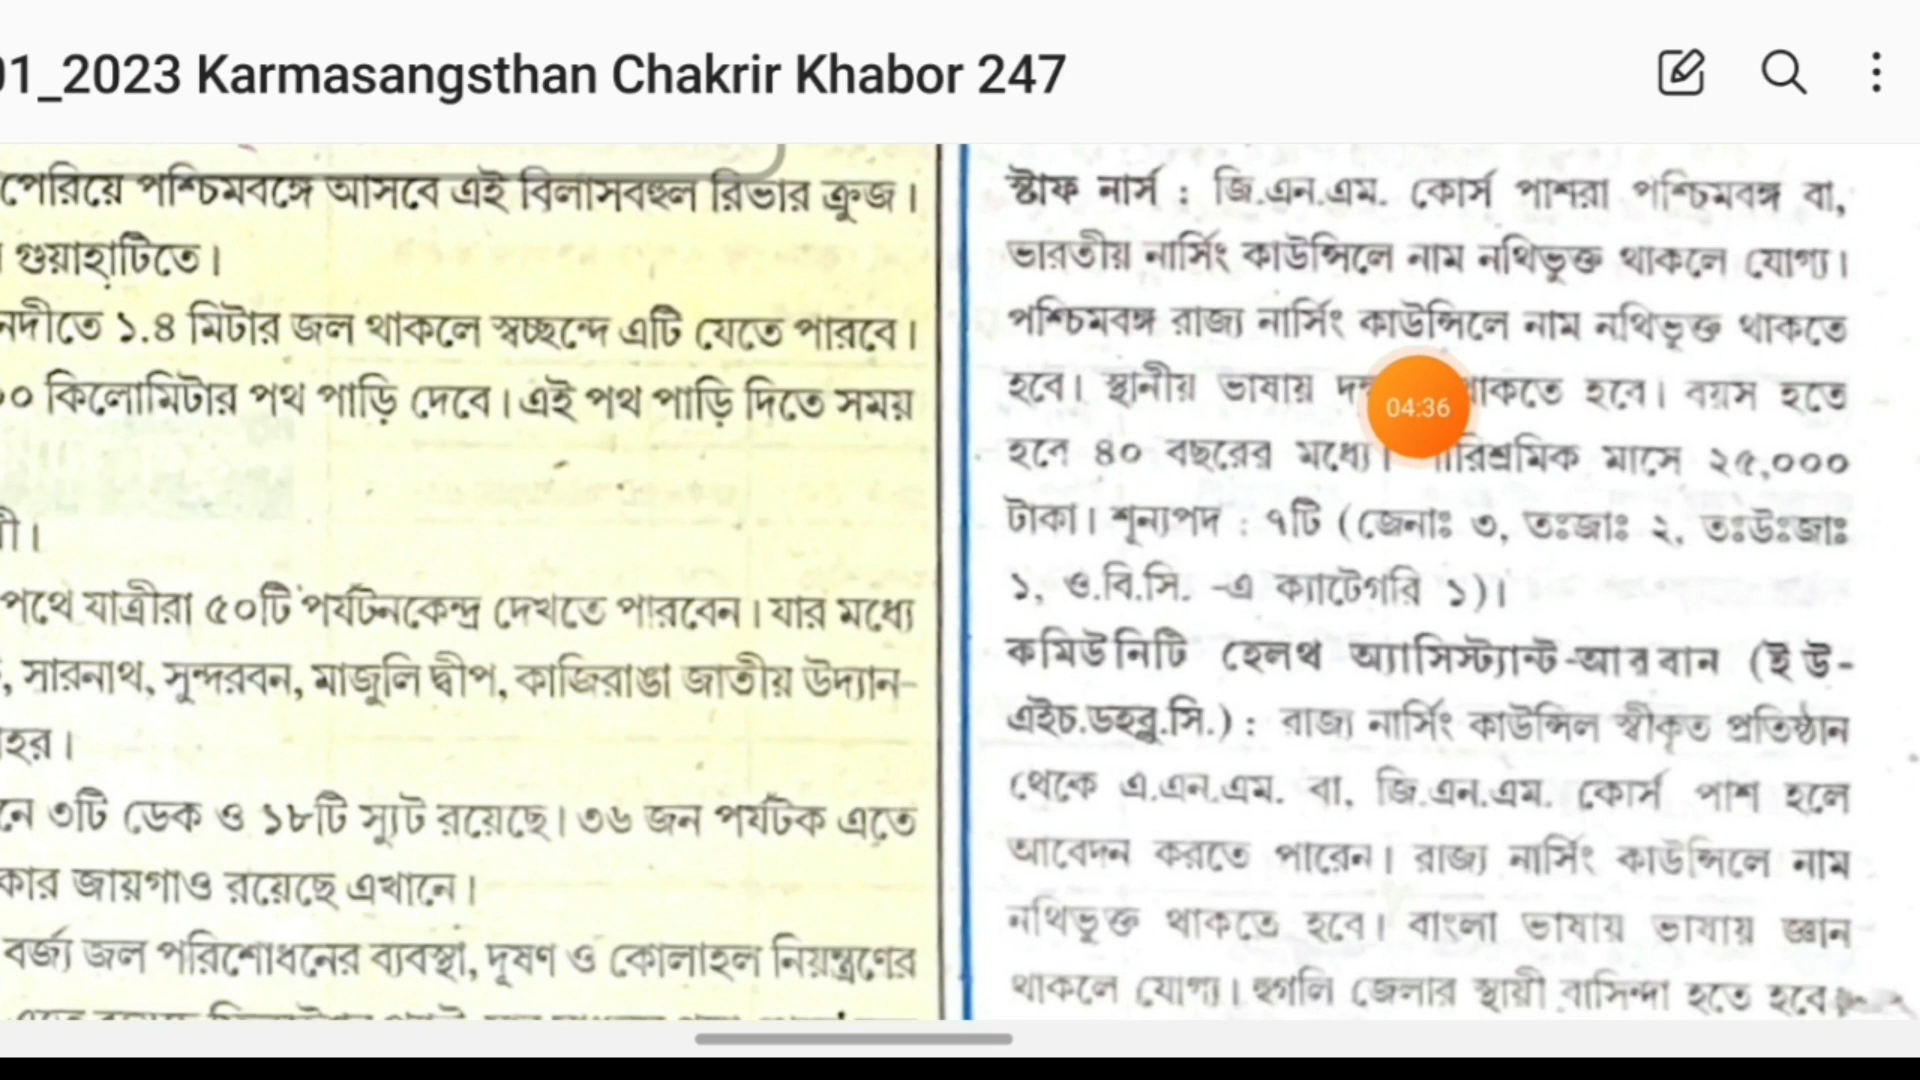 01_2023 Karmasangsthan Chakrir Khabor 247
পেরিয়ে পশ্চিমবঙ্গে আসবে এই বিলাসবহুল রিভার ক্রুজ।
গুয়াহাটিতে।
নদীতে ১.৪ মিটার জল থাকলে স্বচ্ছন্দে এটি যেতে পারবে।
০ কিলোমিটার পথ পাড়ি দেবে। এই পথ পাড়ি দিতে সময়
পথে যাত্রীরা ৫০টি পর্যটনকেন্দ্র দেখতে পারবেন। যার মধ্যে
, সারনাথ, সুন্দরবন, মাজুলি দ্বীপ, কাজিরাঙা জাতীয় উদ্যান-
৩টি ডেক ও ১৮টি স্যুট রয়েছে। ৩৬ জন পর্যটক এতে
জায়গাও রয়েছে এখানে।
বর্জ্য জল পরিশোধনের ব্যবস্থা, দূষণ ও কোলাহল নিয়ন্ত্রণের
স্টাফ নার্স : জি.এন.এম. কোর্স পাশরা পশ্চিমবঙ্গ বা,
ভারতীয় নার্সিং কাউন্সিলে নাম নথিভুক্ত থাকলে যোগ্য।
পশ্চিমবঙ্গ রাজ্য নার্সিং কাউন্সিলে নাম নথিভুক্ত থাকতে
হবে। স্থানীয় ভাষায় থাকতে হবে। বয়স হতে
হবে ৪০ বছরের মধ্যে। পারিশ্রমিক মাসে ২৫,০০০
টাকা। শূন্যপদ : ৭টি (জেনাঃ ৩, তঃজাঃ ২, তঃউঃজাঃ
১, ও.বি.সি. -এ ক্যাটেগরি ১)।
কমিউনিটি হেলথ অ্যাসিস্ট্যান্ট-আরবান (ইউ-
এইচ.ডব্লু.সি.) : রাজ্য নার্সিং কাউন্সিল স্বীকৃত প্রতিষ্ঠান
থেকে এ.এন.এম. বা, জি.এন.এম. কোর্স পাশ হলে
আবেদন করতে পারেন। রাজ্য নার্সিং কাউন্সিলে নাম
নথিভুক্ত থাকতে হবে। বাংলা ভাষায় ভাষায় জ্ঞান
থাকলে যোগ্য। হুগলি জেলার স্থায়ী বাসিন্দা হতে হবে।
04:36